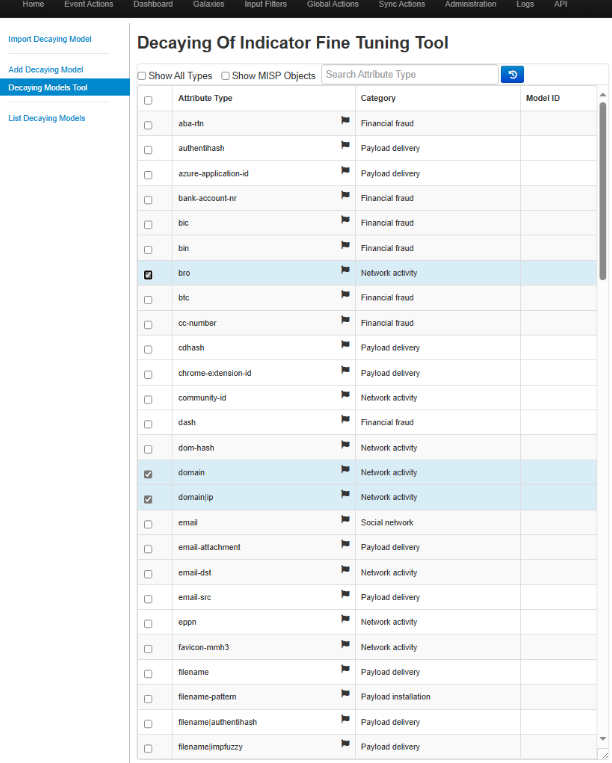 Home Event Actions Dashboard Galaxies Input Filters Global Actions Sync Actions Administration Logs API
Import Decaying Model
Add Decaying Model
Decaying Models Tool
List Decaying Models
Decaying Of Indicator Fine Tuning Tool
Show All Types Show MISP Objects Search Attribute Type
Attribute Type Category Model ID
aba-rtn Financial fraud
authentihash Payload delivery
azure-application-id Payload delivery
bank-account-nr Financial fraud
bic Financial fraud
bin Financial fraud
bro Network activity
btc Financial fraud
cc-number Financial fraud
cdhash Payload delivery
chrome-extension-id Payload delivery
community-id Network activity
dash Financial fraud
dom-hash Network activity
domain Network activity
domain|ip Network activity
email Social network
email-attachment Payload delivery
email-dst Network activity
email-src Payload delivery
eppn Network activity
favicon-mmh3 Network activity
filename Payload delivery
filename-pattern Payload installation
filename|authentihash Payload delivery
filename|impfuzzy Payload delivery